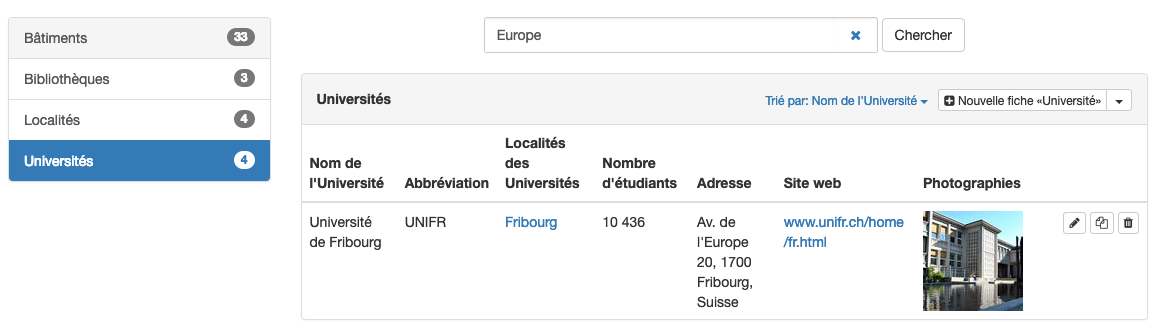 Bâtiments 33
Bibliothèques 3
Localités 4
Universités 4
Europe
Chercher
Universités
Trié par: Nom de l'Université
Nouvelle fiche «Université»
Nom de
l'Université
Abbréviation
Localités
des
Universités
Nombre
d'étudiants
Adresse
Site web
Photographies
Université
de Fribourg
UNIFR
Fribourg
10 436
Av. de
l'Europe
20, 1700
Fribourg,
Suisse
www.unifr.ch/home
/fr.html